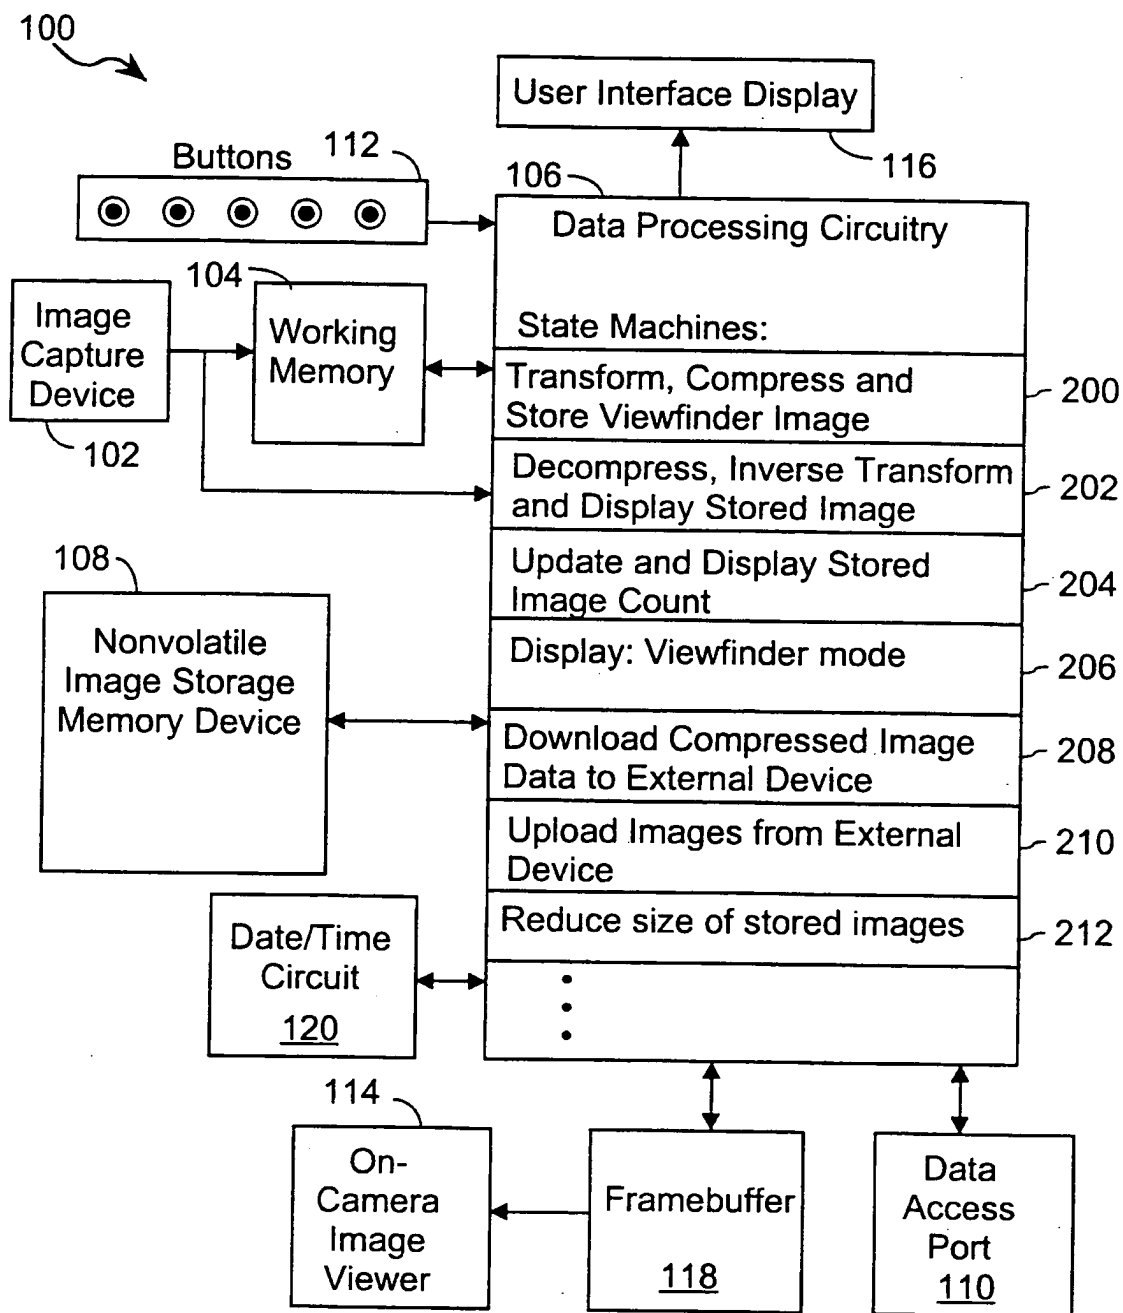 100
User Interface Display
116
Buttons
112
106
Data Processing Circuitry
104
Image
Capture
Device
102
Working
Memory
State Machines:
Transform, Compress and
Store Viewfinder Image
200
Decompress, Inverse Transform
and Display Stored Image
202
108
Nonvolatile
Image Storage
Memory Device
Update and Display Stored
Image Count
204
Display: Viewfinder mode
206
Download Compressed Image
Data to External Device
208
Upload Images from External
Device
210
Reduce size of stored images
212
Date/Time
Circuit
120
114
On-
Camera
Image
Viewer
Framebuffer
118
Data
Access
Port
110